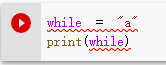 while = "a"
print(while)